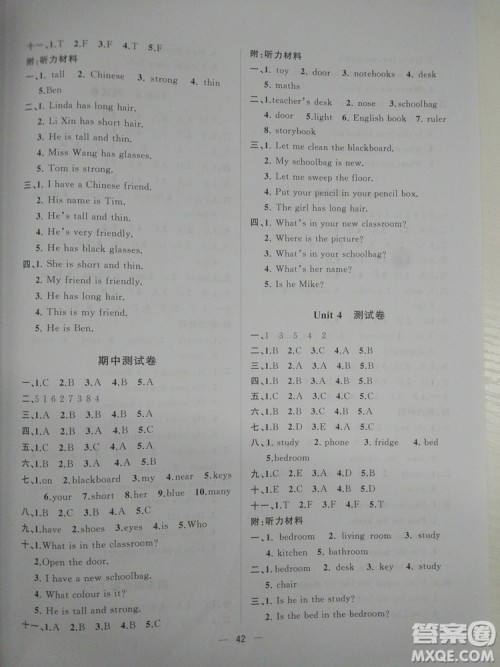 十一、1.T 2.F 3.F 4.T 5.F
附:听力材料
一、1. tall 2. Chinese 3. strong 4. thin
5. Ben
二、1. Linda has long hair.
2. Li Xin has short hair.
3. He is tall and thin.
4. Miss Wang has glasses.
5. Tom is strong.
三、1. I have a Chinese friend.
2. His name is Tim.
3. He's tall and thin.
4. He's very friendly.
5. He has black glasses.
四、1. She is short and thin.
2. My friend is friendly.
3. He has long hair.
4. This is my friend.
5. He is Ben.
期中测试卷
一、1.C 2.B 3.A 4.B 5.A
二、5 1 6 2 7 3 8 4
三、1.B 2.A 3.B 4.A 5.B
四、1.A 2.B 3.A 4.B 5.B
五、1.C 2.C 3.A 4.B 5.C
六、1.C 2.B 3.B 4.A 5.B
七、1.on 2.blackboard 3.my 4.near 5.keys
6.your 7.short 8.his 9.bees 10.many
八、1.have 2.shoes 3.eyes 4.is 5.Who
九、1.What is in the classroom?
2.Open the door.
3. I have a new schoolbag.
4. What colour is it?
5. He is tall and strong.
十一、1.C 2.B 3.A 4.C 5.B
附:听力材料
一、1. toy 2. door 3. notebooks 4. desk
5. maths
二、1.teacher's desk 2. nose 3. schoolbag
4. door 5.light 6. English book 7. ruler
8. storybook
三、1. Let me clean the blackboard.
2. My schoolbag is new.
3. Let me sweep the floor.
4. Put your pencil in your pencil box.
5. The girl has long hair.
四、1. What's in your new classroom?
2. Where is the picture?
3. What's in your schoolbag?
4. What's her name?
5. Is he Mike?
Unit 4 测试卷
一、1 3 5 4 2
二、1.B 2.C 3.C 4.A 5.B
三、1.B 2.B 3.A 4.A 5.B
四、1.B 2.A 3.B 4.A 5.A
五、1.B 2.C 3.A 4.A 5.C
六、1.A 2.C 3.B 4.C 5.B
七、1.B 2.C 3.A 4.A 5.C
八、1. study 2. phone 3. fridge 4. bed
5. bedroom
九、1.D 2.C 3.E 4.A 5.B
十、1.C 2.E 3.A 4.B 5.D
十一、1.T 2.F 3.F 4.F 5.T
附:听力材料
一、1. bedroom 2. living room 3. study
4. kitchen 5. bathroom
二、1. bedroom 2. phone 3. bed 4. study
5. chair
三、1. Is he in the study?
2. Is he in the bedroom?
42
答案圈
MXQE.COM